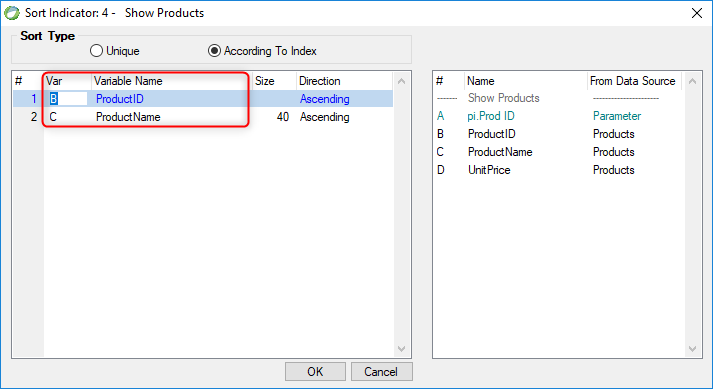 Sort Indicator: 4 - Show Products
Sort Type
Unique According To Index
# Var Variable Name Size Direction
1 B ProductID Ascending
2 C ProductName 40 Ascending
# Name From Data Source
------- Show Products ----------------------
A pi.Prod ID Parameter
B ProductID Products
C ProductName Products
D UnitPrice Products
OK Cancel